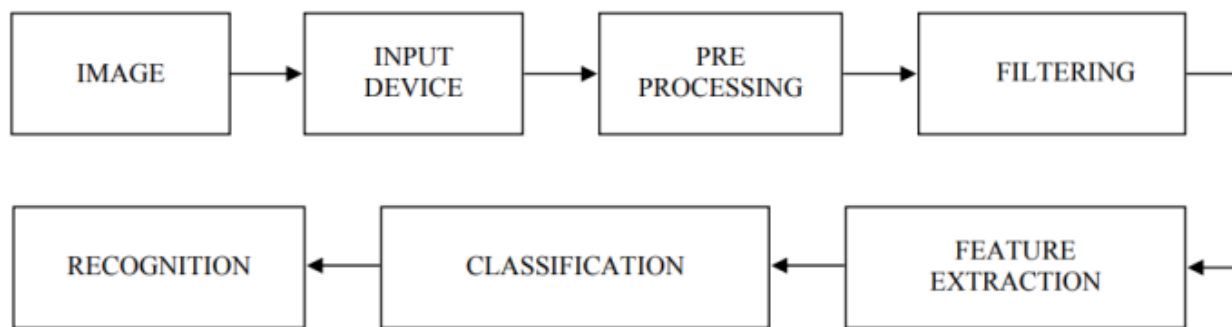 IMAGE
INPUT
DEVICE
PRE
PROCESSING
FILTERING
RECOGNITION
CLASSIFICATION
FEATURE
EXTRACTION